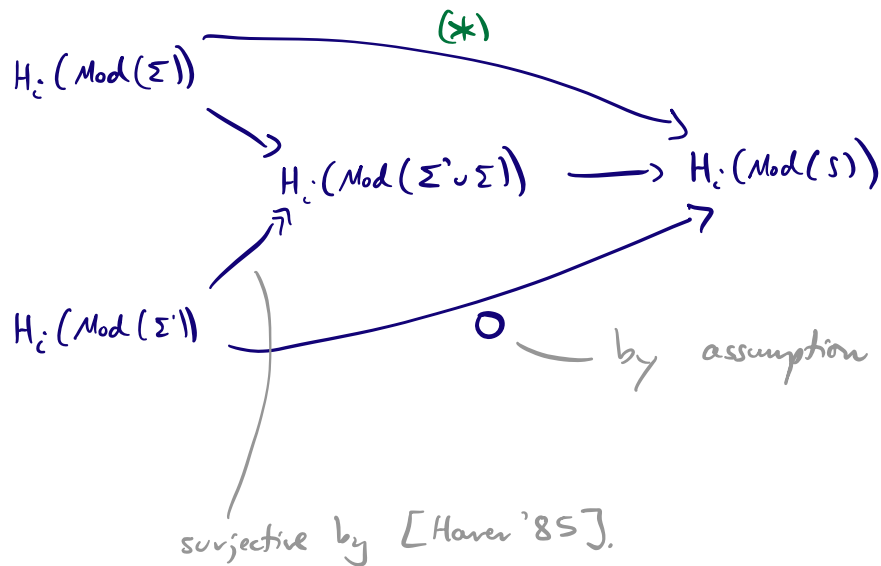 (*)
H_i(Mod(Σ))
H_i(Mod(Σ'∪Σ))
H_i(Mod(S))
H_i(Mod(Σ'))
0
by assumption
surjective by [Harer '85].